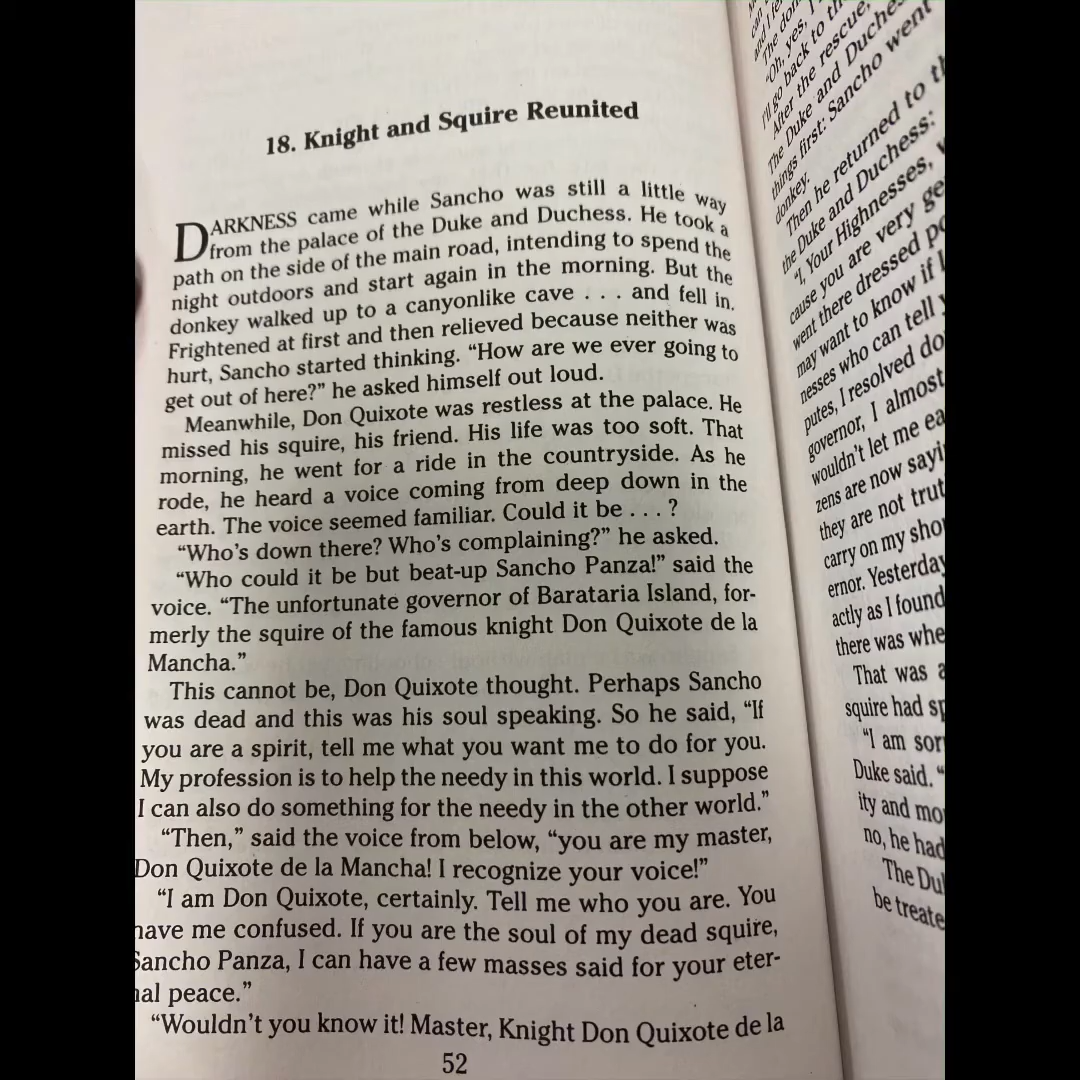 18. Knight and Squire Reunited
DARKNESS came while Sancho was still a little way
from the palace of the Duke and Duchess. He took a
path on the side of the main road, intending to spend the
night outdoors and start again in the morning. But the
donkey walked up to a canyonlike cave . . . and fell in.
Frightened at first and then relieved because neither was
hurt, Sancho started thinking. “How are we ever going to
get out of here?” he asked himself out loud.
Meanwhile, Don Quixote was restless at the palace. He
missed his squire, his friend. His life was too soft. That
morning, he went for a ride in the countryside. As he
rode, he heard a voice coming from deep down in the
earth. The voice seemed familiar. Could it be . . . ?
“Who’s down there? Who’s complaining?” he asked.
“Who could it be but beat-up Sancho Panza!” said the
voice. “The unfortunate governor of Barataria Island, for-
merly the squire of the famous knight Don Quixote de la
Mancha.”
This cannot be, Don Quixote thought. Perhaps Sancho
was dead and this was his soul speaking. So he said, “If
you are a spirit, tell me what you want me to do for you.
My profession is to help the needy in this world. I suppose
I can also do something for the needy in the other world.”
“Then,” said the voice from below, “you are my master,
Don Quixote de la Mancha! I recognize your voice!”
“I am Don Quixote, certainly. Tell me who you are. You
have me confused. If you are the soul of my dead squire,
Sancho Panza, I can have a few masses said for your eter-
nal peace.”
“Wouldn’t you know it! Master, Knight Don Quixote de la
52
“Oh, yes, I
I’ll go back to th
After the rescue,
the Duke and Duche
things first: Sancho went
donkey.
Then he returned to th
the Duke and Duchess:
“I, Your Highnesses,
cause you are very ge
went there dressed po
may want to know if I
nesses who can tell
putes, I resolved do
governor, I almost
wouldn’t let me ea
zens are now sayi
they are not trut
carry on my sho
ernor. Yesterday
actly as I found
there was whe
That was a
squire had sp
“I am sor
Duke said. “
ity and mo
no, he had
The Du
be treate